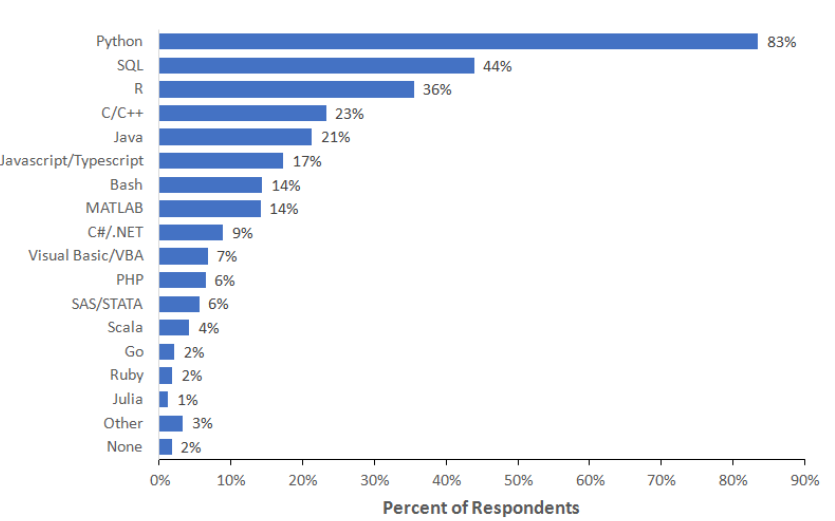 Python 83%
SQL 44%
R 36%
C/C++ 23%
Java 21%
Javascript/Typescript 17%
Bash 14%
MATLAB 14%
C#/.NET 9%
Visual Basic/VBA 7%
PHP 6%
SAS/STATA 6%
Scala 4%
Go 2%
Ruby 2%
Julia 1%
Other 3%
None 2%
0% 10% 20% 30% 40% 50% 60% 70% 80% 90%
Percent of Respondents